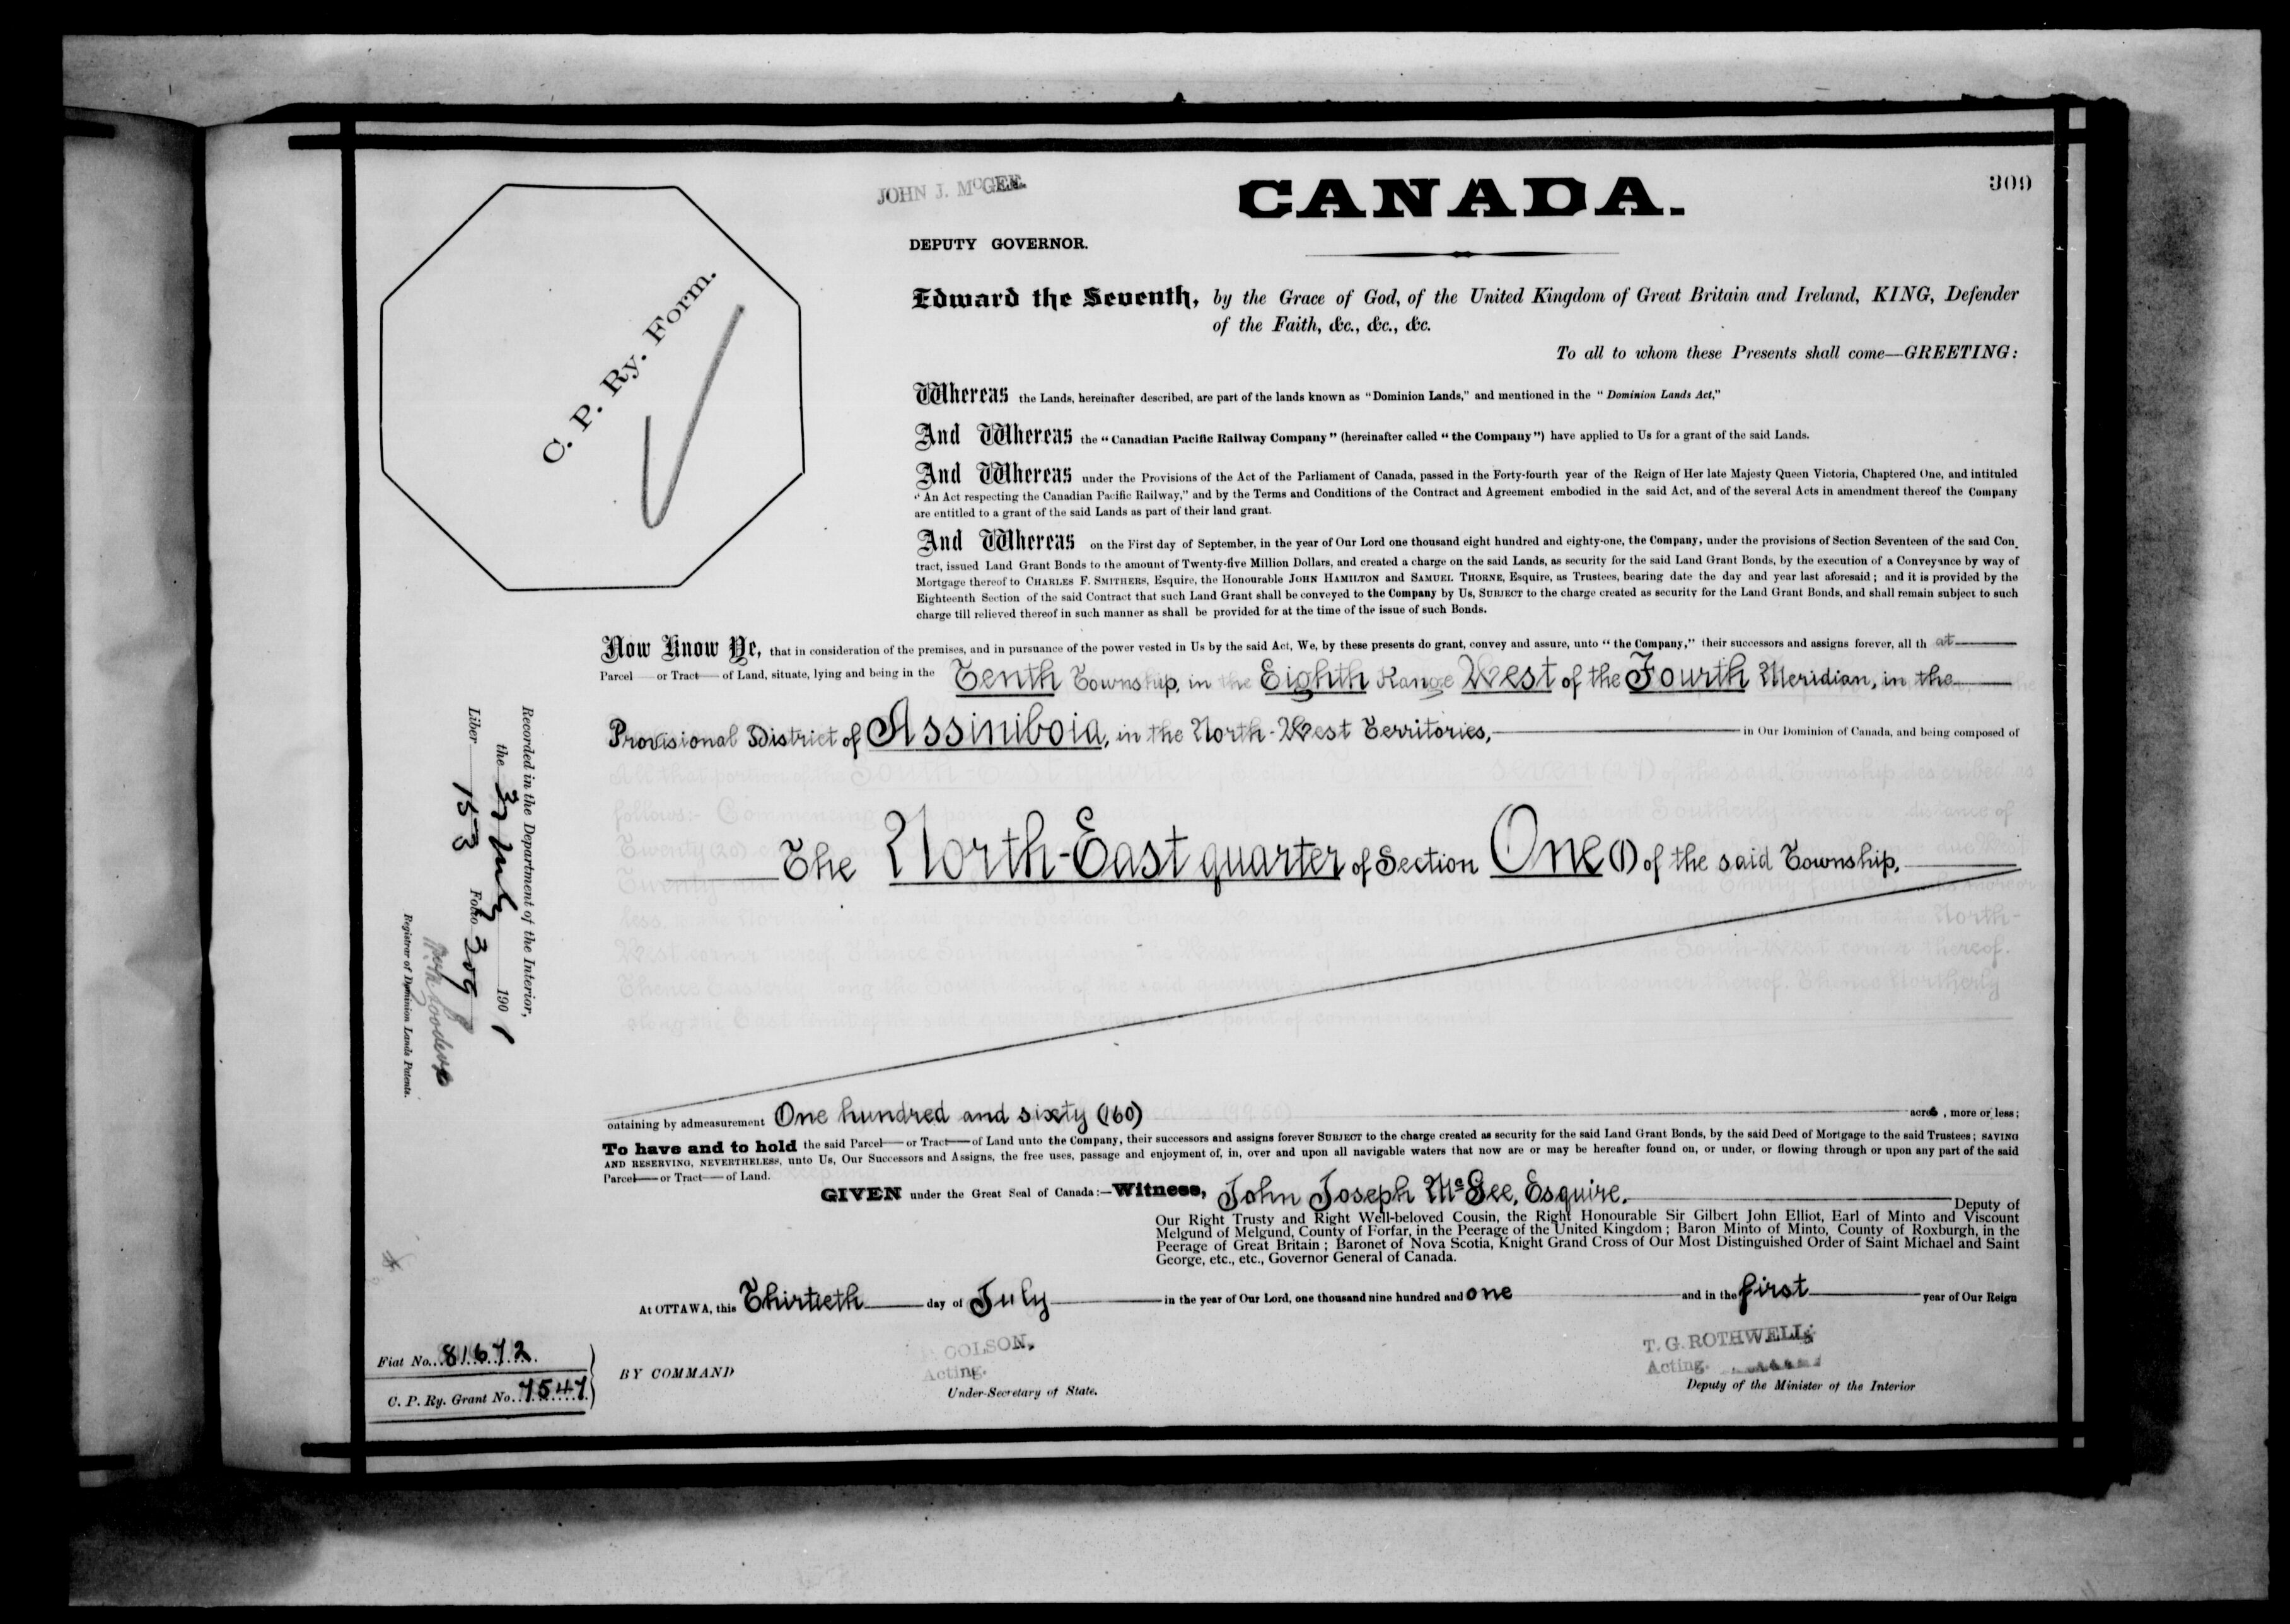 309
JOHN J. McGEE.
CANADA.
DEPUTY GOVERNOR.
C. P. Ry. Form.
Edward the Seventh, by the Grace of God, of the United Kingdom of Great Britain and Ireland, KING, Defender
of the Faith, &c., &c., &c.
To all to whom these Presents shall come—GREETING:
Whereas the Lands, hereinafter described, are part of the lands known as "Dominion Lands," and mentioned in the "Dominion Lands Act,"
And Whereas the "Canadian Pacific Railway Company" (hereinafter called "the Company") have applied to Us for a grant of the said Lands.
And Whereas under the Provisions of the Act of the Parliament of Canada, passed in the Forty-fourth year of the Reign of Her late Majesty Queen Victoria, Chaptered One, and intituled
"An Act respecting the Canadian Pacific Railway," and by the Terms and Conditions of the Contract and Agreement embodied in the said Act, and of the several Acts in amendment thereof the Company
are entitled to a grant of the said Lands as part of their land grant.
And Whereas on the First day of September, in the year of Our Lord one thousand eight hundred and eighty-one, the Company, under the provisions of Section Seventeen of the said Con
tract, issued Land Grant Bonds to the amount of Twenty-five Million Dollars, and created a charge on the said Lands, as security for the said Land Grant Bonds, by the execution of a Conveyance by way of
Mortgage thereof to CHARLES F. SMITHERS, Esquire, the Honourable JOHN HAMILTON and SAMUEL THORNE, Esquire, as Trustees, bearing date the day and year last aforesaid; and it is provided by the
Eighteenth Section of the said Contract that such Land Grant shall be conveyed to the Company by Us, SUBJECT to the charge created as security for the Land Grant Bonds, and shall remain subject to such
charge till relieved thereof in such manner as shall be provided for at the time of the issue of such Bonds.
Now Know Ye, that in consideration of the premises, and in pursuance of the power vested in Us by the said Act, We, by these presents do grant, convey and assure, unto "the Company," their successors and assigns forever, all th at
Parcel or Tract of Land, situate, lying and being in the Tenth Township, in the Eighth Range West of the Fourth Meridian, in the
Provisional District of Assiniboia, in the North-West Territories, in Our Dominion of Canada, and being composed of
The North-East quarter of Section One (1) of the said Township,
ontaining by admeasurement One hundred and sixty (160) acres, more or less;
To have and to hold the said Parcel or Tract of Land unto the Company, their successors and assigns forever SUBJECT to the charge created as security for the said Land Grant Bonds, by the said Deed of Mortgage to the said Trustees; SAVING
AND RESERVING, NEVERTHELESS, unto Us, Our Successors and Assigns, the free uses, passage and enjoyment of, in, over and upon all navigable waters that now are or may be hereafter found on, or under, or flowing through or upon any part of the said
Parcel or Tract of Land.
GIVEN under the Great Seal of Canada:—Witness, John Joseph McGee, Esquire, Deputy of
Our Right Trusty and Right Well-beloved Cousin, the Right Honourable Sir Gilbert John Elliot, Earl of Minto and Viscount
Melgund of Melgund, County of Forfar, in the Peerage of the United Kingdom; Baron Minto of Minto, County of Roxburgh, in the
Peerage of Great Britain; Baronet of Nova Scotia, Knight Grand Cross of Our Most Distinguished Order of Saint Michael and Saint
George, etc., etc., Governor General of Canada.
At OTTAWA, this Thirtieth day of July in the year of Our Lord, one thousand nine hundred and one and in the first year of Our Reign
BY COMMAND
COLSON,
Acting.
Under-Secretary of State.
T. G. ROTHWELL,
Acting.
Deputy of the Minister of the Interior
Fiat No. 81672
C. P. Ry. Grant No. 7547
Recorded in the Department of the Interior,
the 31 July 1901
Liber 153 Folio 309
Registrar of Dominion Lands Patents.